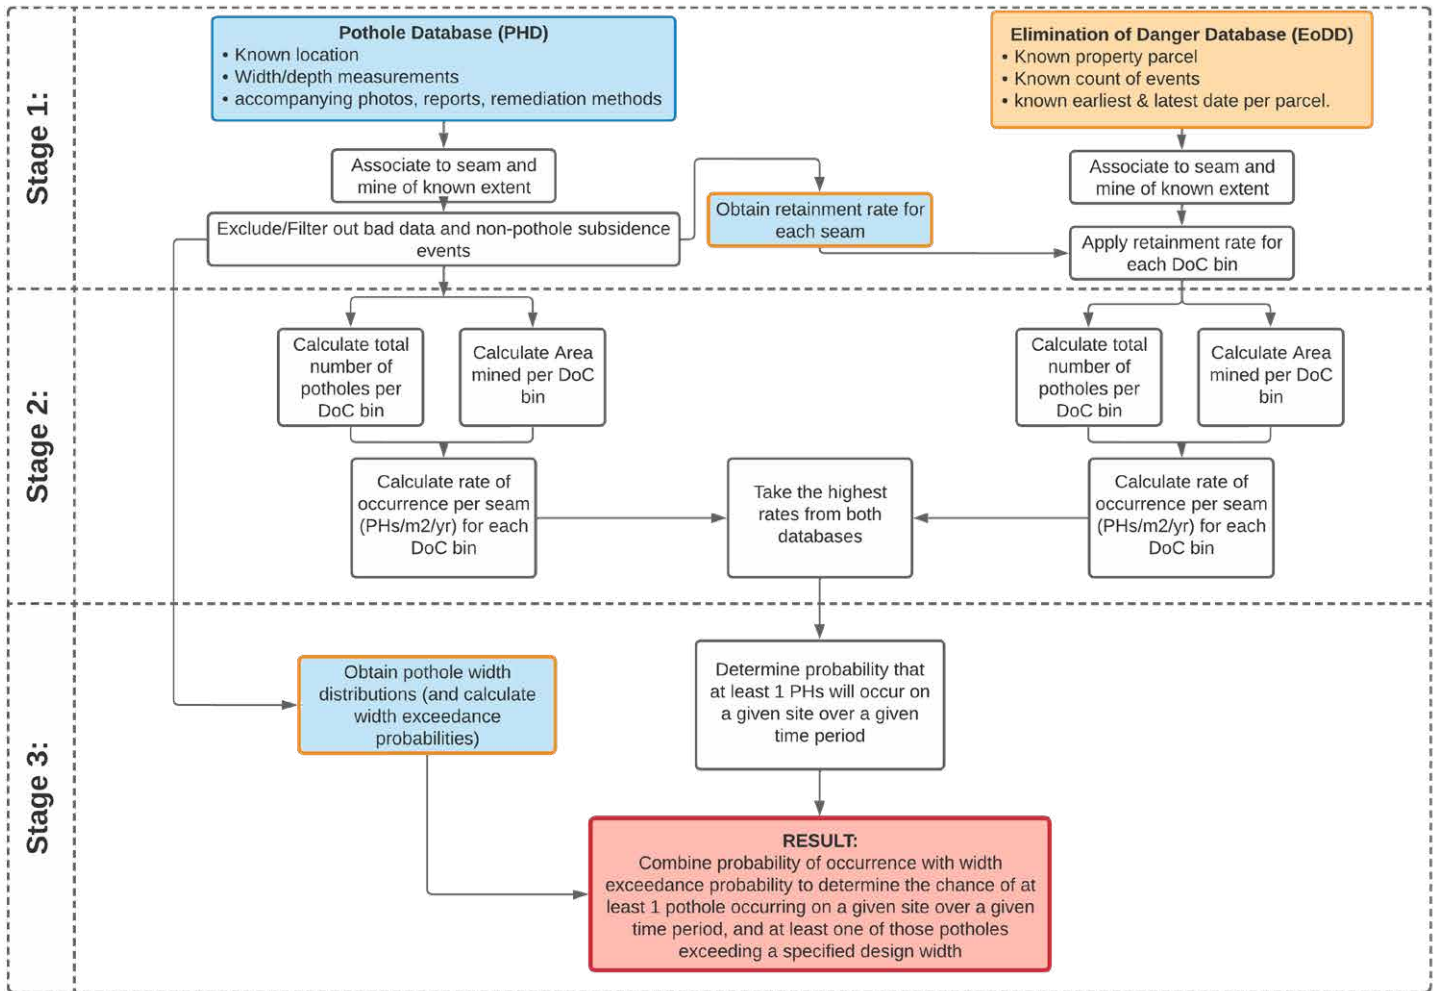 Stage 1:
Pothole Database (PHD)
• Known location
• Width/depth measurements
• accompanying photos, reports, remediation methods
Elimination of Danger Database (EoDD)
• Known property parcel
• Known count of events
• known earliest & latest date per parcel.
Associate to seam and
mine of known extent
Exclude/Filter out bad data and non-pothole subsidence
events
Obtain retainment rate for
each seam
Associate to seam and
mine of known extent
Apply retainment rate for
each DoC bin
Stage 2:
Calculate total
number of
potholes per
DoC bin
Calculate Area
mined per DoC
bin
Calculate total
number of
potholes per
DoC bin
Calculate Area
mined per DoC
bin
Calculate rate of
occurrence per seam
(PHs/m2/yr) for each
DoC bin
Take the highest
rates from both
databases
Calculate rate of
occurrence per seam
(PHs/m2/yr) for each
DoC bin
Stage 3:
Obtain pothole width
distributions (and calculate
width exceedance
probabilities)
Determine probability that
at least 1 PHs will occur on
a given site over a given
time period
RESULT:
Combine probability of occurrence with width
exceedance probability to determine the chance of at
least 1 pothole occurring on a given site over a given
time period, and at least one of those potholes
exceeding a specified design width